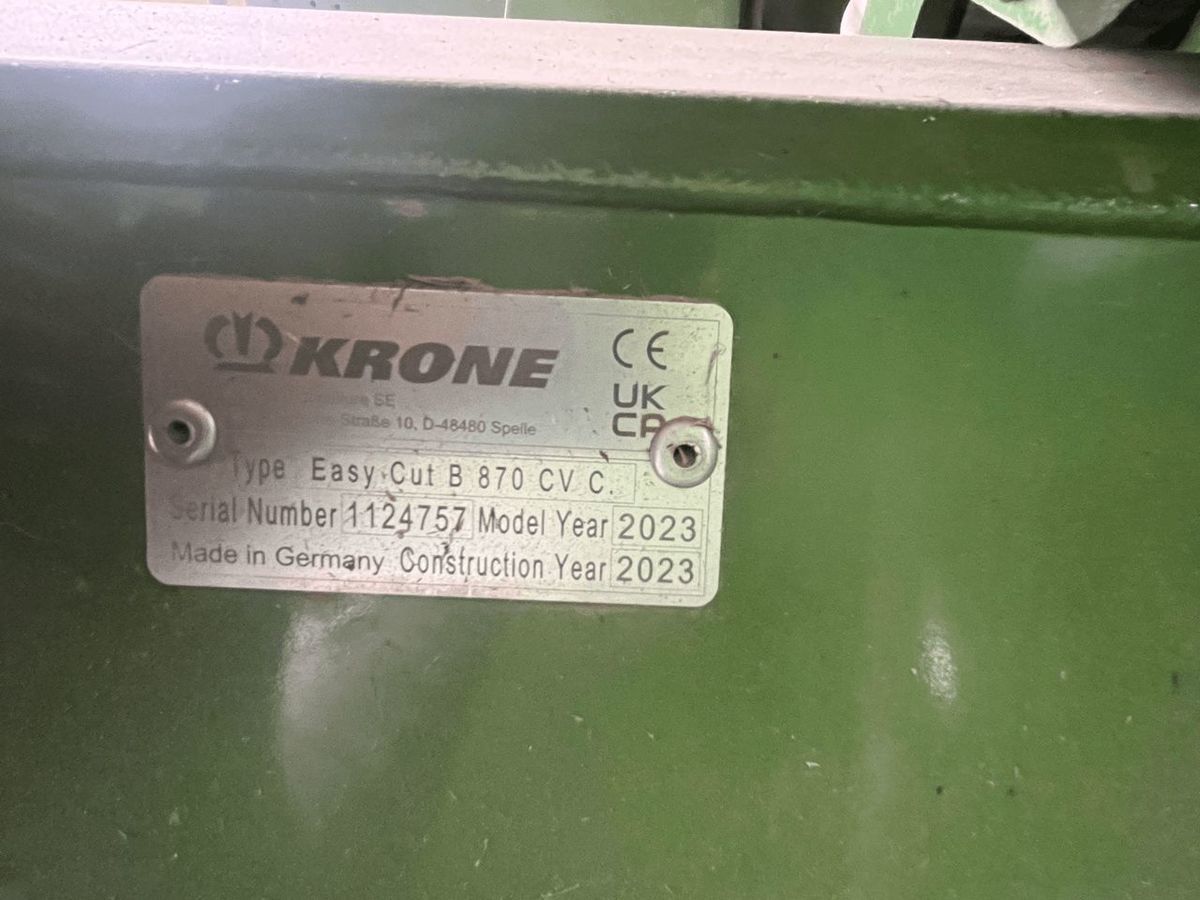 KRONE
CE
UK
CA
SE
Straße 10, D-48480 Spelle
Type Easy Cut B 870 CV C.
Serial Number 1124757 Model Year 2023
Made in Germany Construction Year 2023